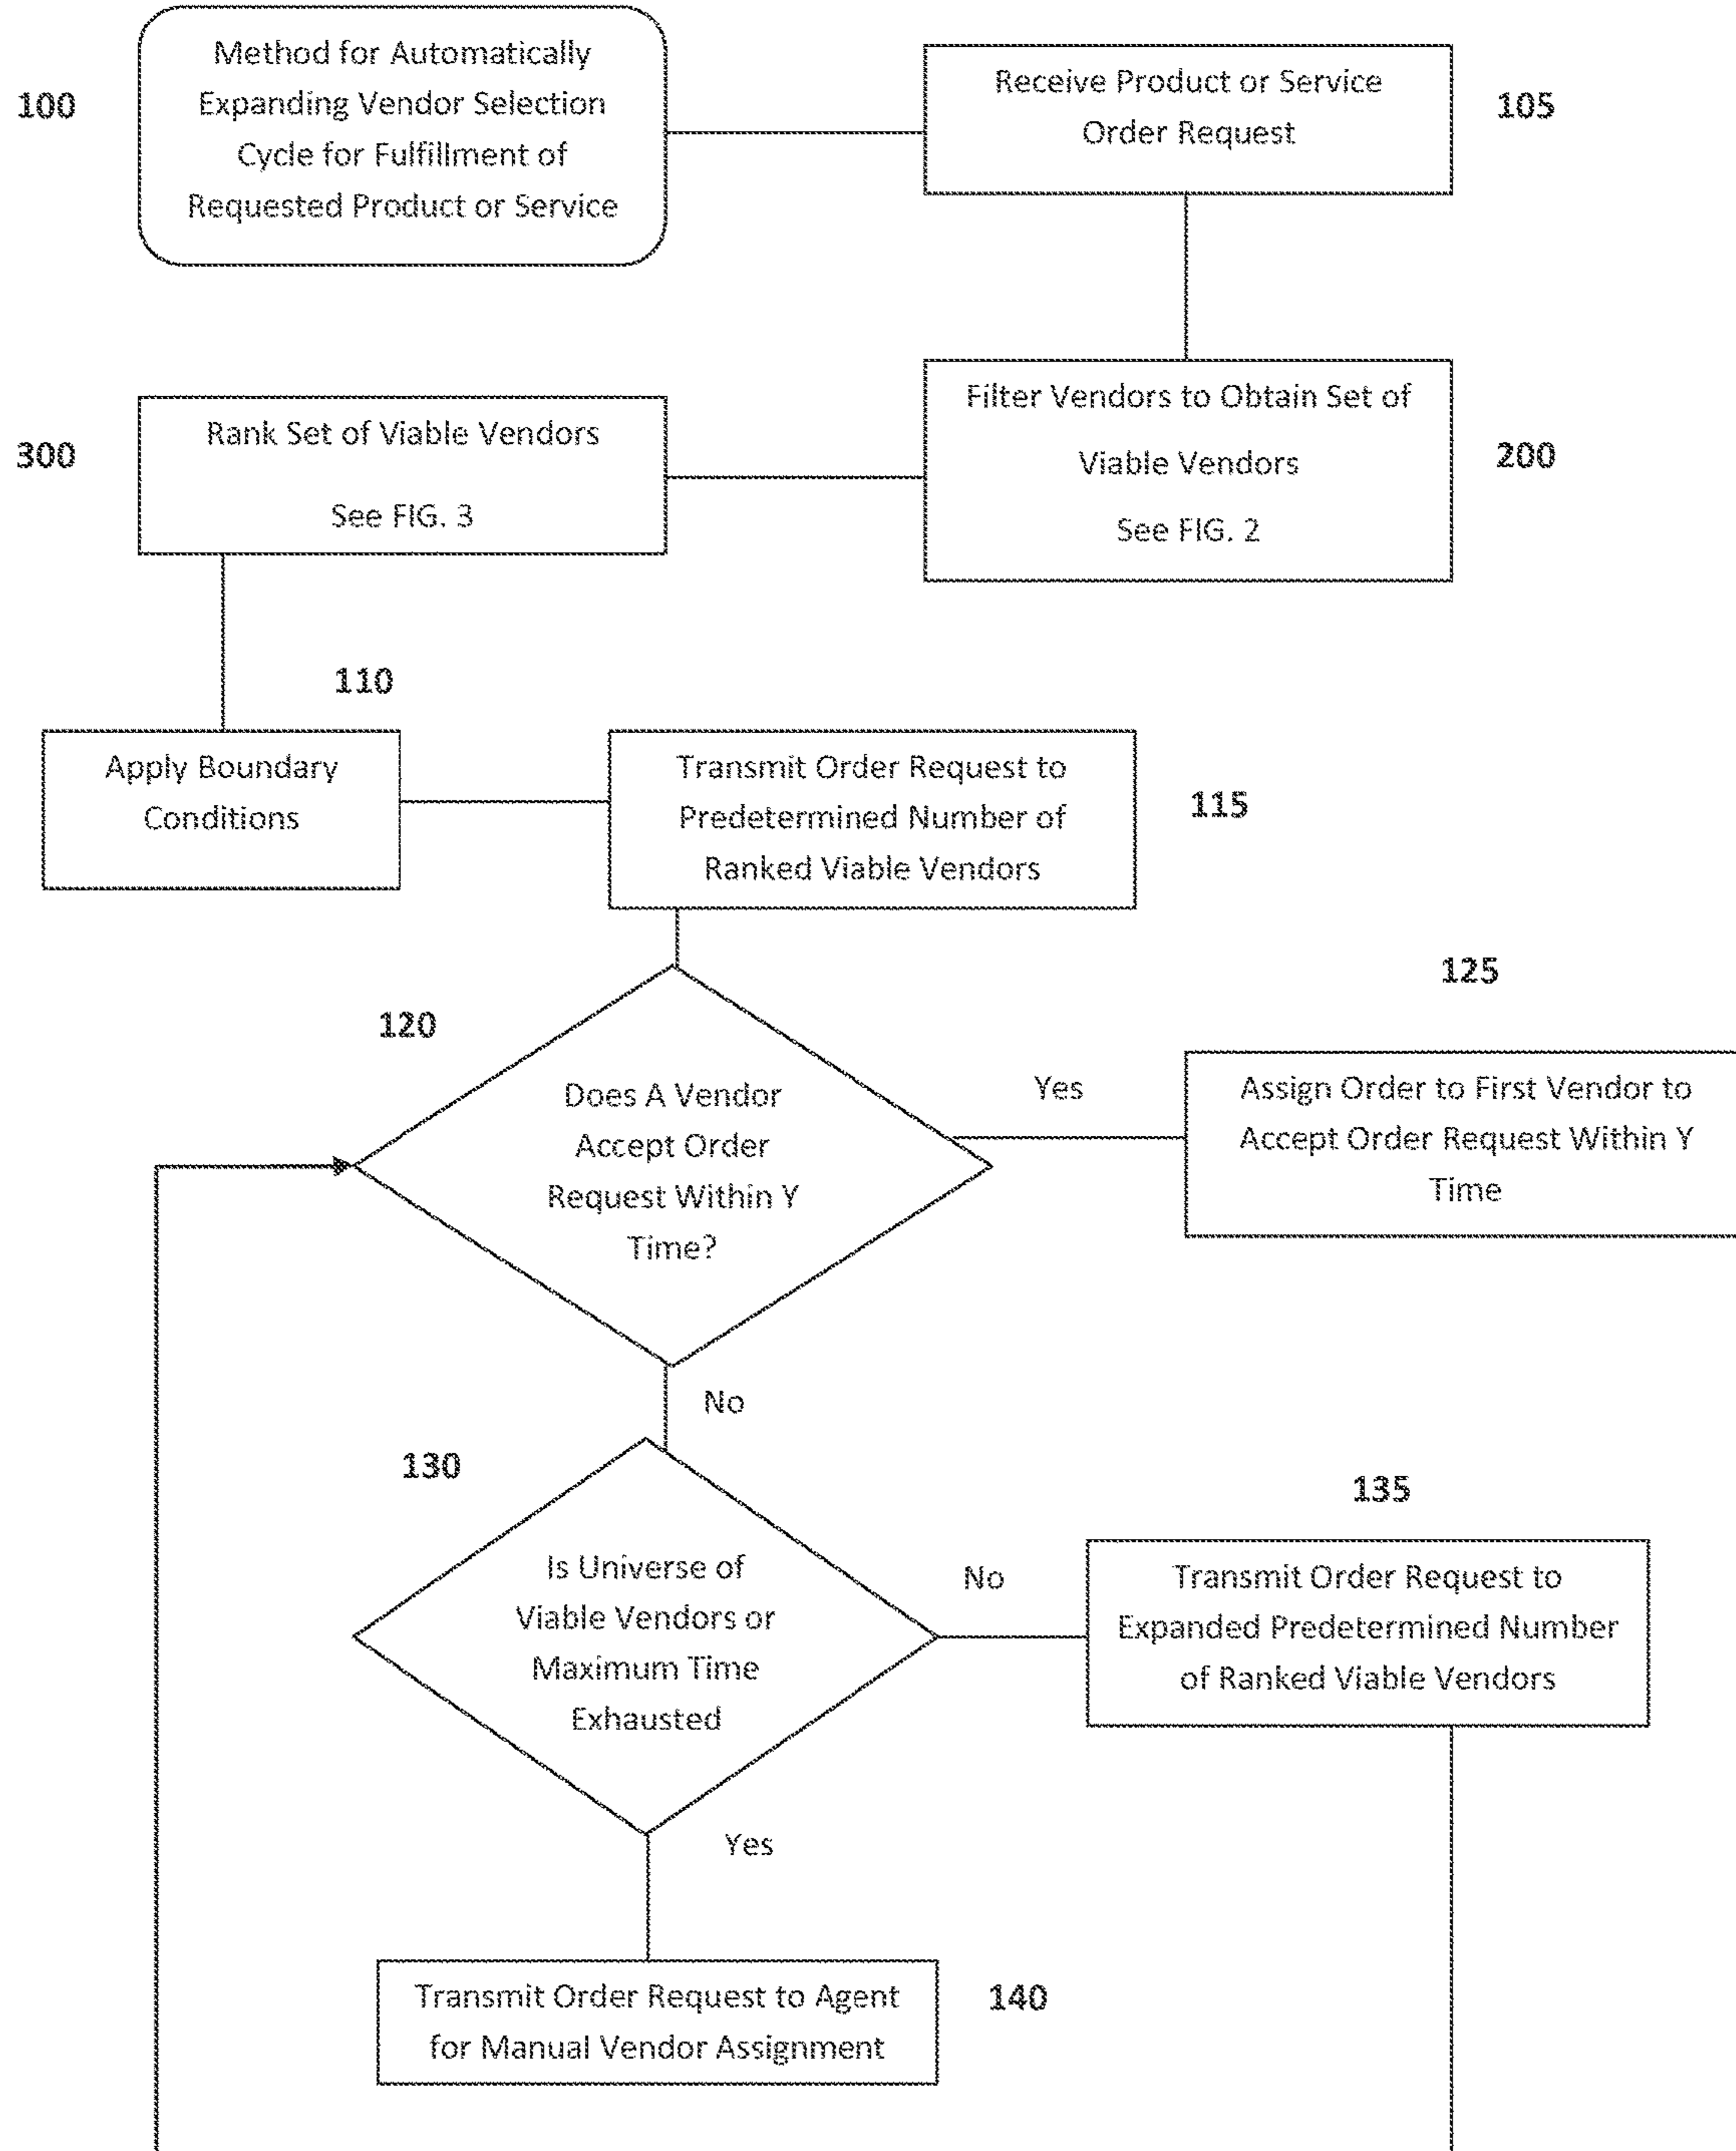 100
Method for Automatically
Expanding Vendor Selection
Cycle for Fulfillment of
Requested Product or Service
Receive Product or Service
Order Request
105
300
Rank Set of Viable Vendors
See FIG. 3
Filter Vendors to Obtain Set of
Viable Vendors
See FIG. 2
200
110
Apply Boundary
Conditions
Transmit Order Request to
Predetermined Number of
Ranked Viable Vendors
115
120
Does A Vendor
Accept Order
Request Within Y
Time?
Yes
125
Assign Order to First Vendor to
Accept Order Request Within Y
Time
No
130
Is Universe of
Viable Vendors or
Maximum Time
Exhausted
No
135
Transmit Order Request to
Expanded Predetermined Number
of Ranked Viable Vendors
Yes
Transmit Order Request to Agent
for Manual Vendor Assignment
140